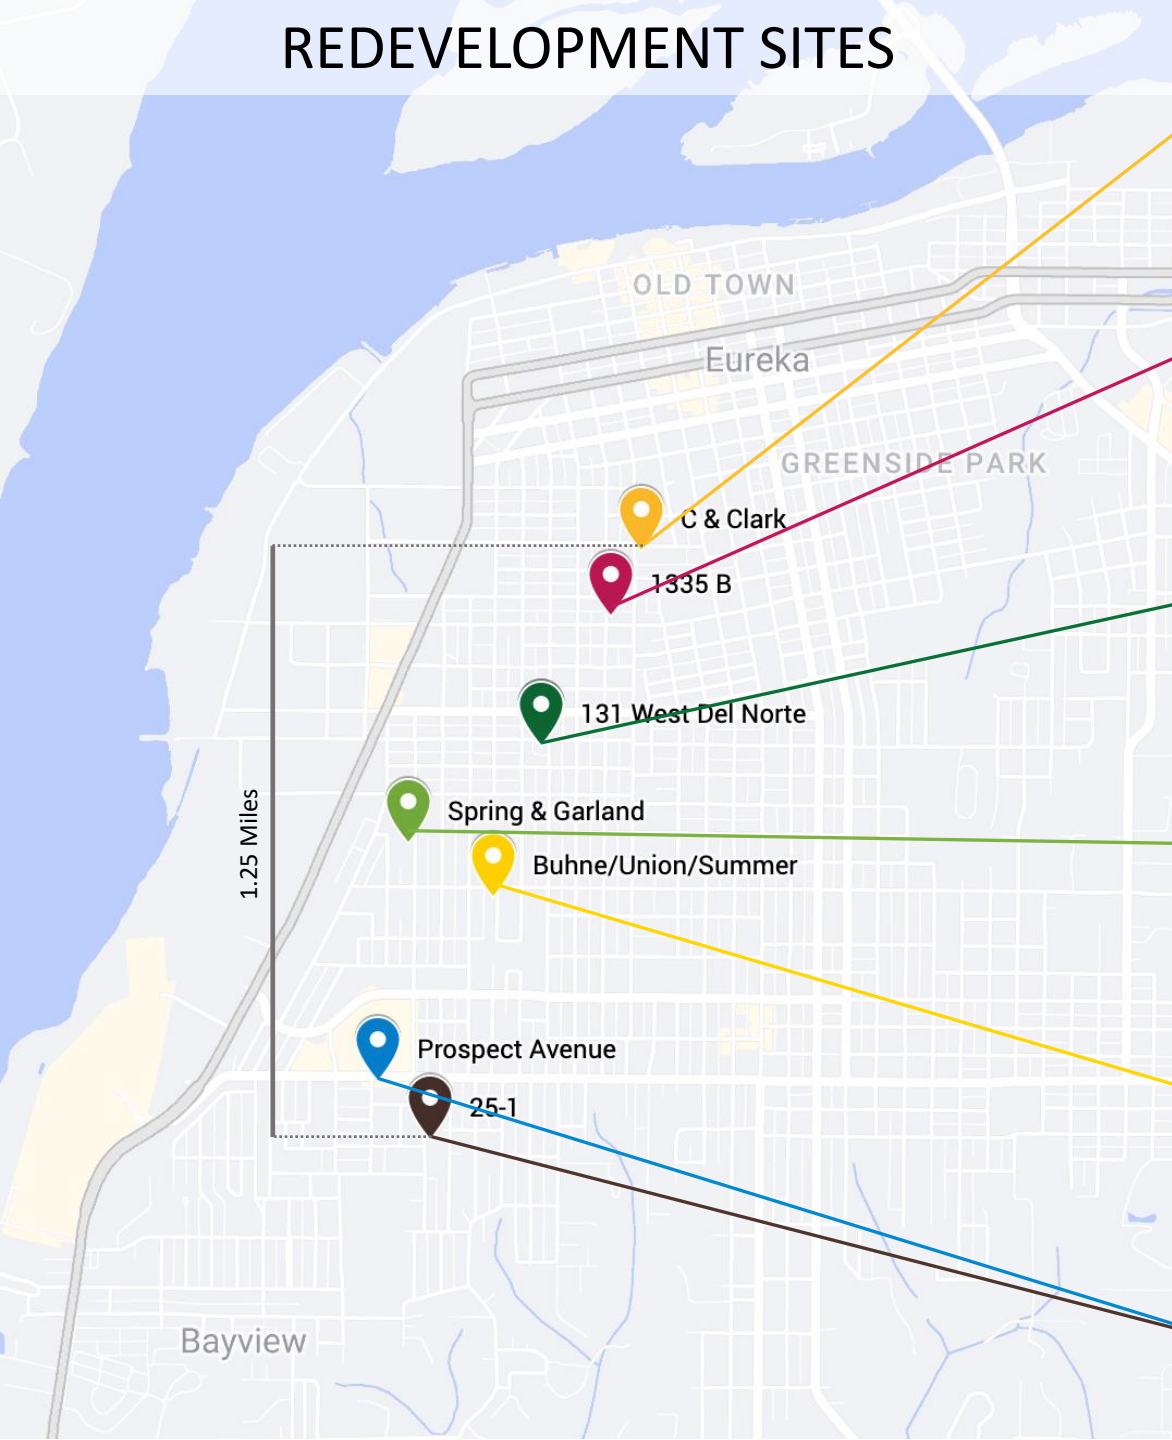 REDEVELOPMENT SITES
OLD TOWN
Eureka
GREENSIDE PARK
C & Clark
1335 B
131 West Del Norte
1.25 Miles
Spring & Garland
Buhne/Union/Summer
Prospect Avenue
25-1
Bayview